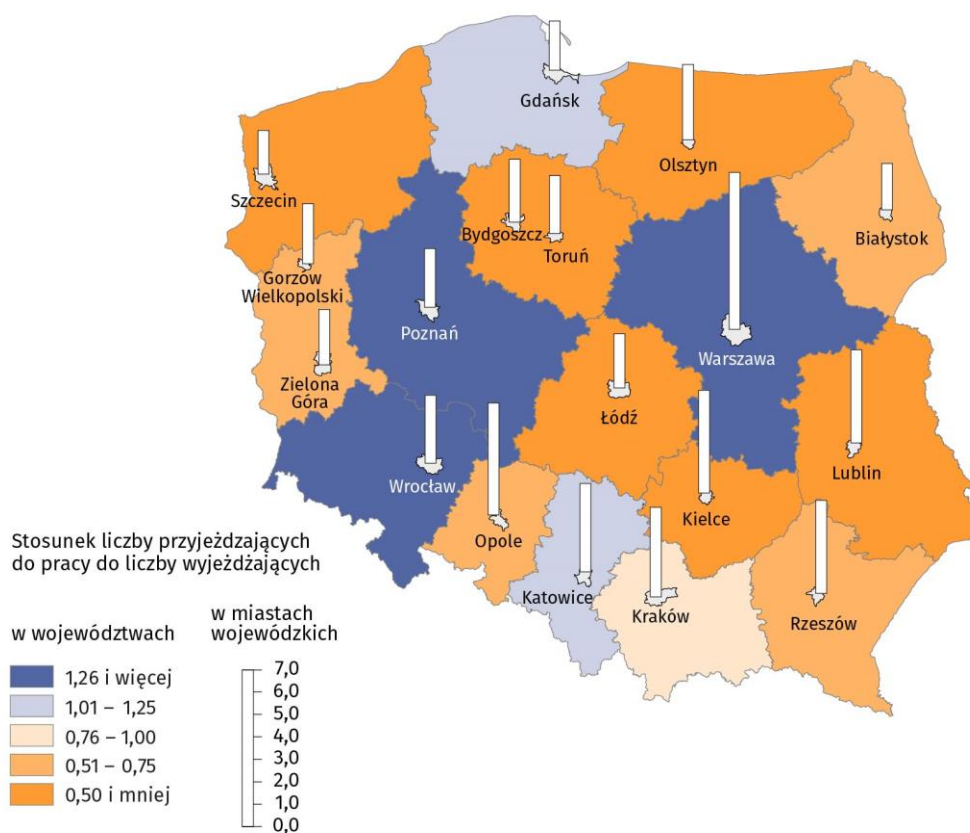 Gdańsk
Olsztyn
Szczecin
Bydgoszcz
Toruń
Białystok
Gorzów
Wielkopolski
Poznań
Warszawa
Zielona
Góra
Łódź
Lublin
Wrocław
Opole
Kielce
Katowice
Kraków
Rzeszów
Stosunek liczby przyjeżdzających
do pracy do liczby wyjeżdżających
w województwach
1,26 i więcej
1,01 – 1,25
0,76 – 1,00
0,51 – 0,75
0,50 i mniej
w miastach
wojewódzkich
7,0
6,0
5,0
4,0
3,0
2,0
1,0
0,0